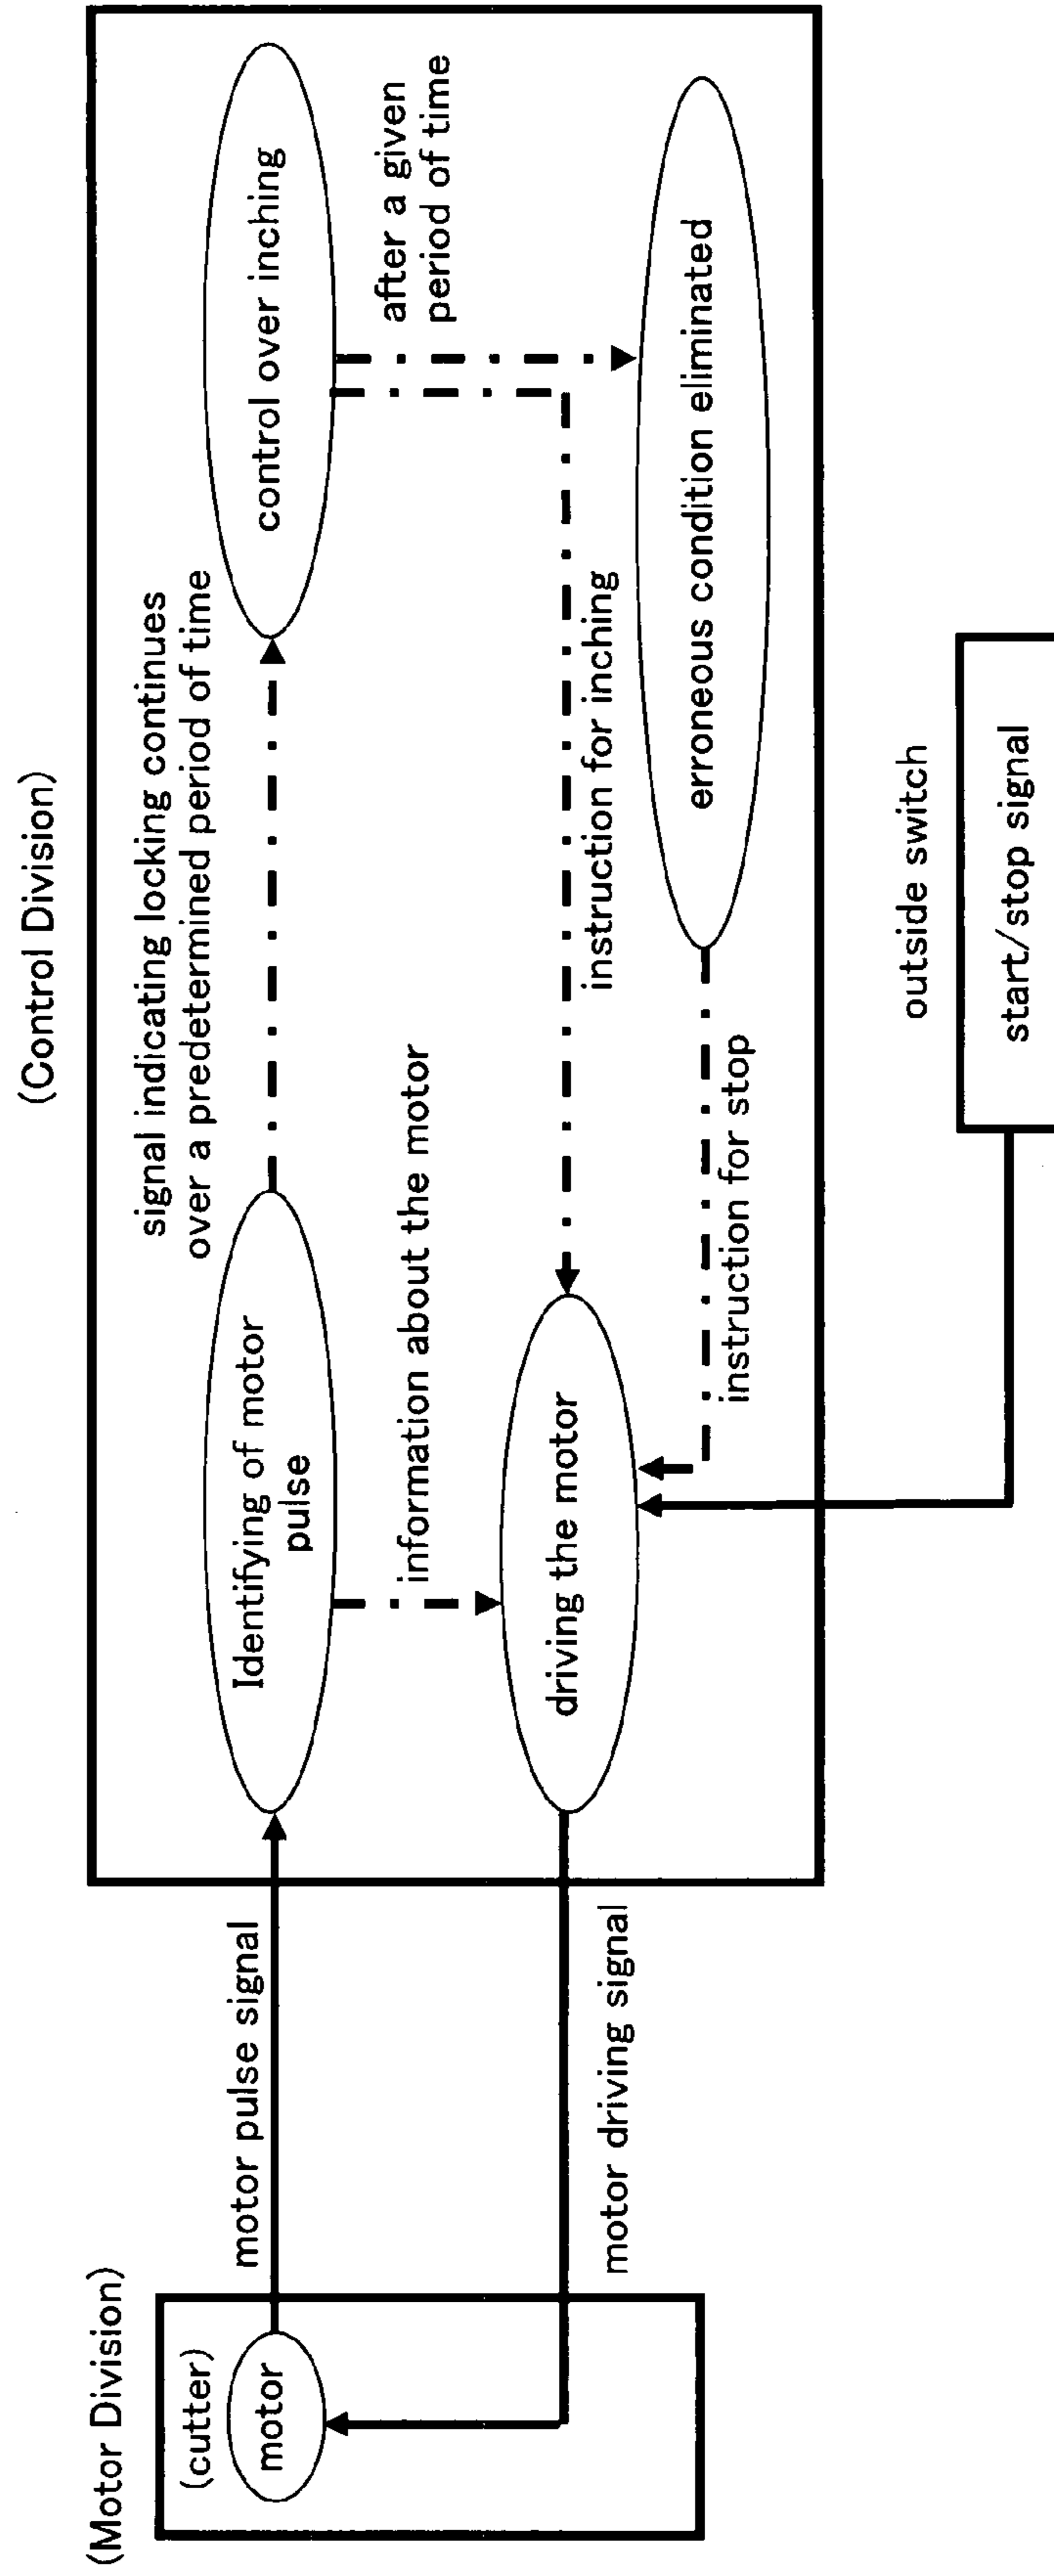 (Motor Division)
(cutter)
motor
motor pulse signal
motor driving signal
(Control Division)
Identifying of motor
pulse
signal indicating locking continues
over a predetermined period of time
control over inching
information about the motor
after a given
period of time
driving the motor
instruction for inching
erroneous condition eliminated
instruction for stop
outside switch
start/stop signal